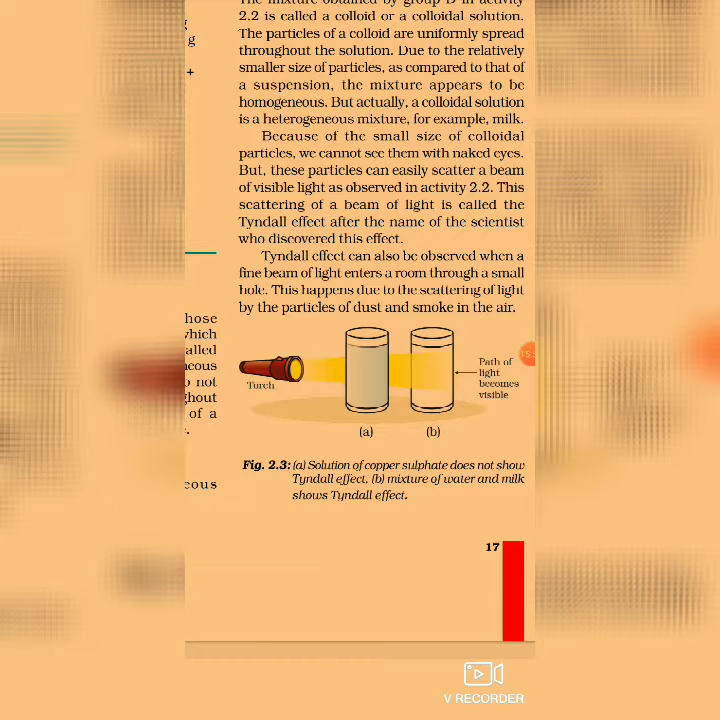 The mixture obtained by group D in activity
2.2 is called a colloid or a colloidal solution.
The particles of a colloid are uniformly spread
throughout the solution. Due to the relatively
smaller size of particles, as compared to that of
a suspension, the mixture appears to be
homogeneous. But actually, a colloidal solution
is a heterogeneous mixture, for example, milk.
Because of the small size of colloidal
particles, we cannot see them with naked eyes.
But, these particles can easily scatter a beam
of visible light as observed in activity 2.2. This
scattering of a beam of light is called the
Tyndall effect after the name of the scientist
who discovered this effect.
Tyndall effect can also be observed when a
fine beam of light enters a room through a small
hole. This happens due to the scattering of light
by the particles of dust and smoke in the air.
g
+
hose
which
alled
neous
o not
ghout
of a
eous
Torch
Path of
light
becomes
visible
(a)
(b)
Fig. 2.3: (a) Solution of copper sulphate does not show
Tyndall effect, (b) mixture of water and milk
shows Tyndall effect.
17
V RECORDER